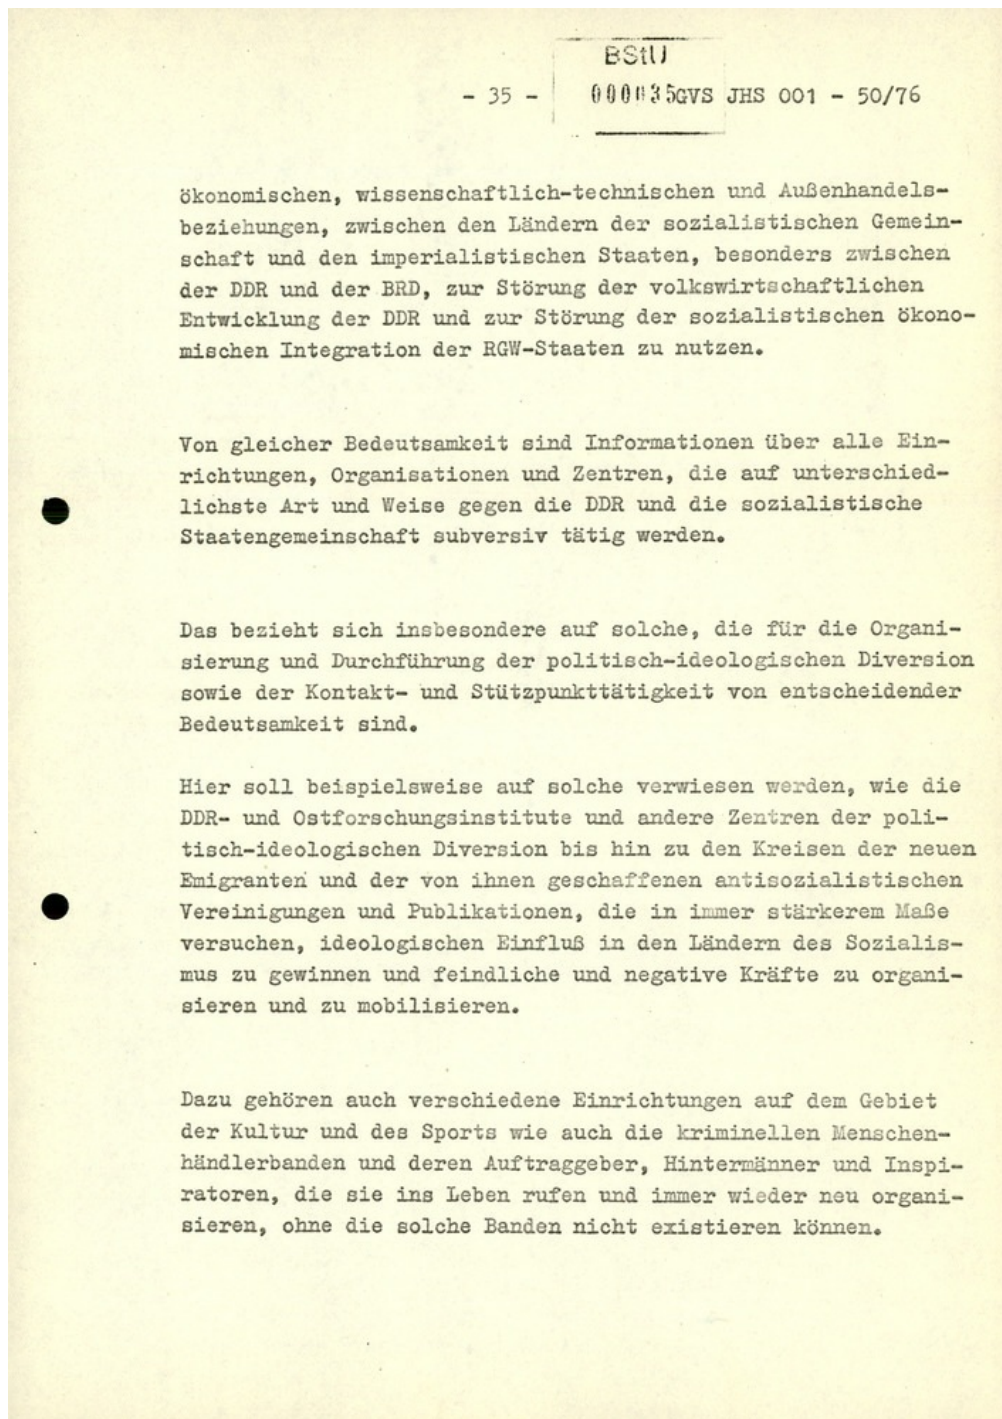 BStU
- 35 - 000035 GVS JHS 001 - 50/76
ökonomischen, wissenschaftlich-technischen und Außenhandels-
beziehungen, zwischen den Ländern der sozialistischen Gemein-
schaft und den imperialistischen Staaten, besonders zwischen
der DDR und der BRD, zur Störung der volkswirtschaftlichen
Entwicklung der DDR und zur Störung der sozialistischen ökono-
mischen Integration der RGW-Staaten zu nutzen.
Von gleicher Bedeutsamkeit sind Informationen über alle Ein-
richtungen, Organisationen und Zentren, die auf unterschied-
lichste Art und Weise gegen die DDR und die sozialistische
Staatengemeinschaft subversiv tätig werden.
Das bezieht sich insbesondere auf solche, die für die Organi-
sierung und Durchführung der politisch-ideologischen Diversion
sowie der Kontakt- und Stützpunkttätigkeit von entscheidender
Bedeutsamkeit sind.
Hier soll beispielsweise auf solche verwiesen werden, wie die
DDR- und Ostforschungsinstitute und andere Zentren der poli-
tisch-ideologischen Diversion bis hin zu den Kreisen der neuen
Emigranten und der von ihnen geschaffenen antisozialistischen
Vereinigungen und Publikationen, die in immer stärkerem Maße
versuchen, ideologischen Einfluß in den Ländern des Sozialis-
mus zu gewinnen und feindliche und negative Kräfte zu organi-
sieren und zu mobilisieren.
Dazu gehören auch verschiedene Einrichtungen auf dem Gebiet
der Kultur und des Sports wie auch die kriminellen Menschen-
händlerbanden und deren Auftraggeber, Hintermänner und Inspi-
ratoren, die sie ins Leben rufen und immer wieder neu organi-
sieren, ohne die solche Banden nicht existieren können.